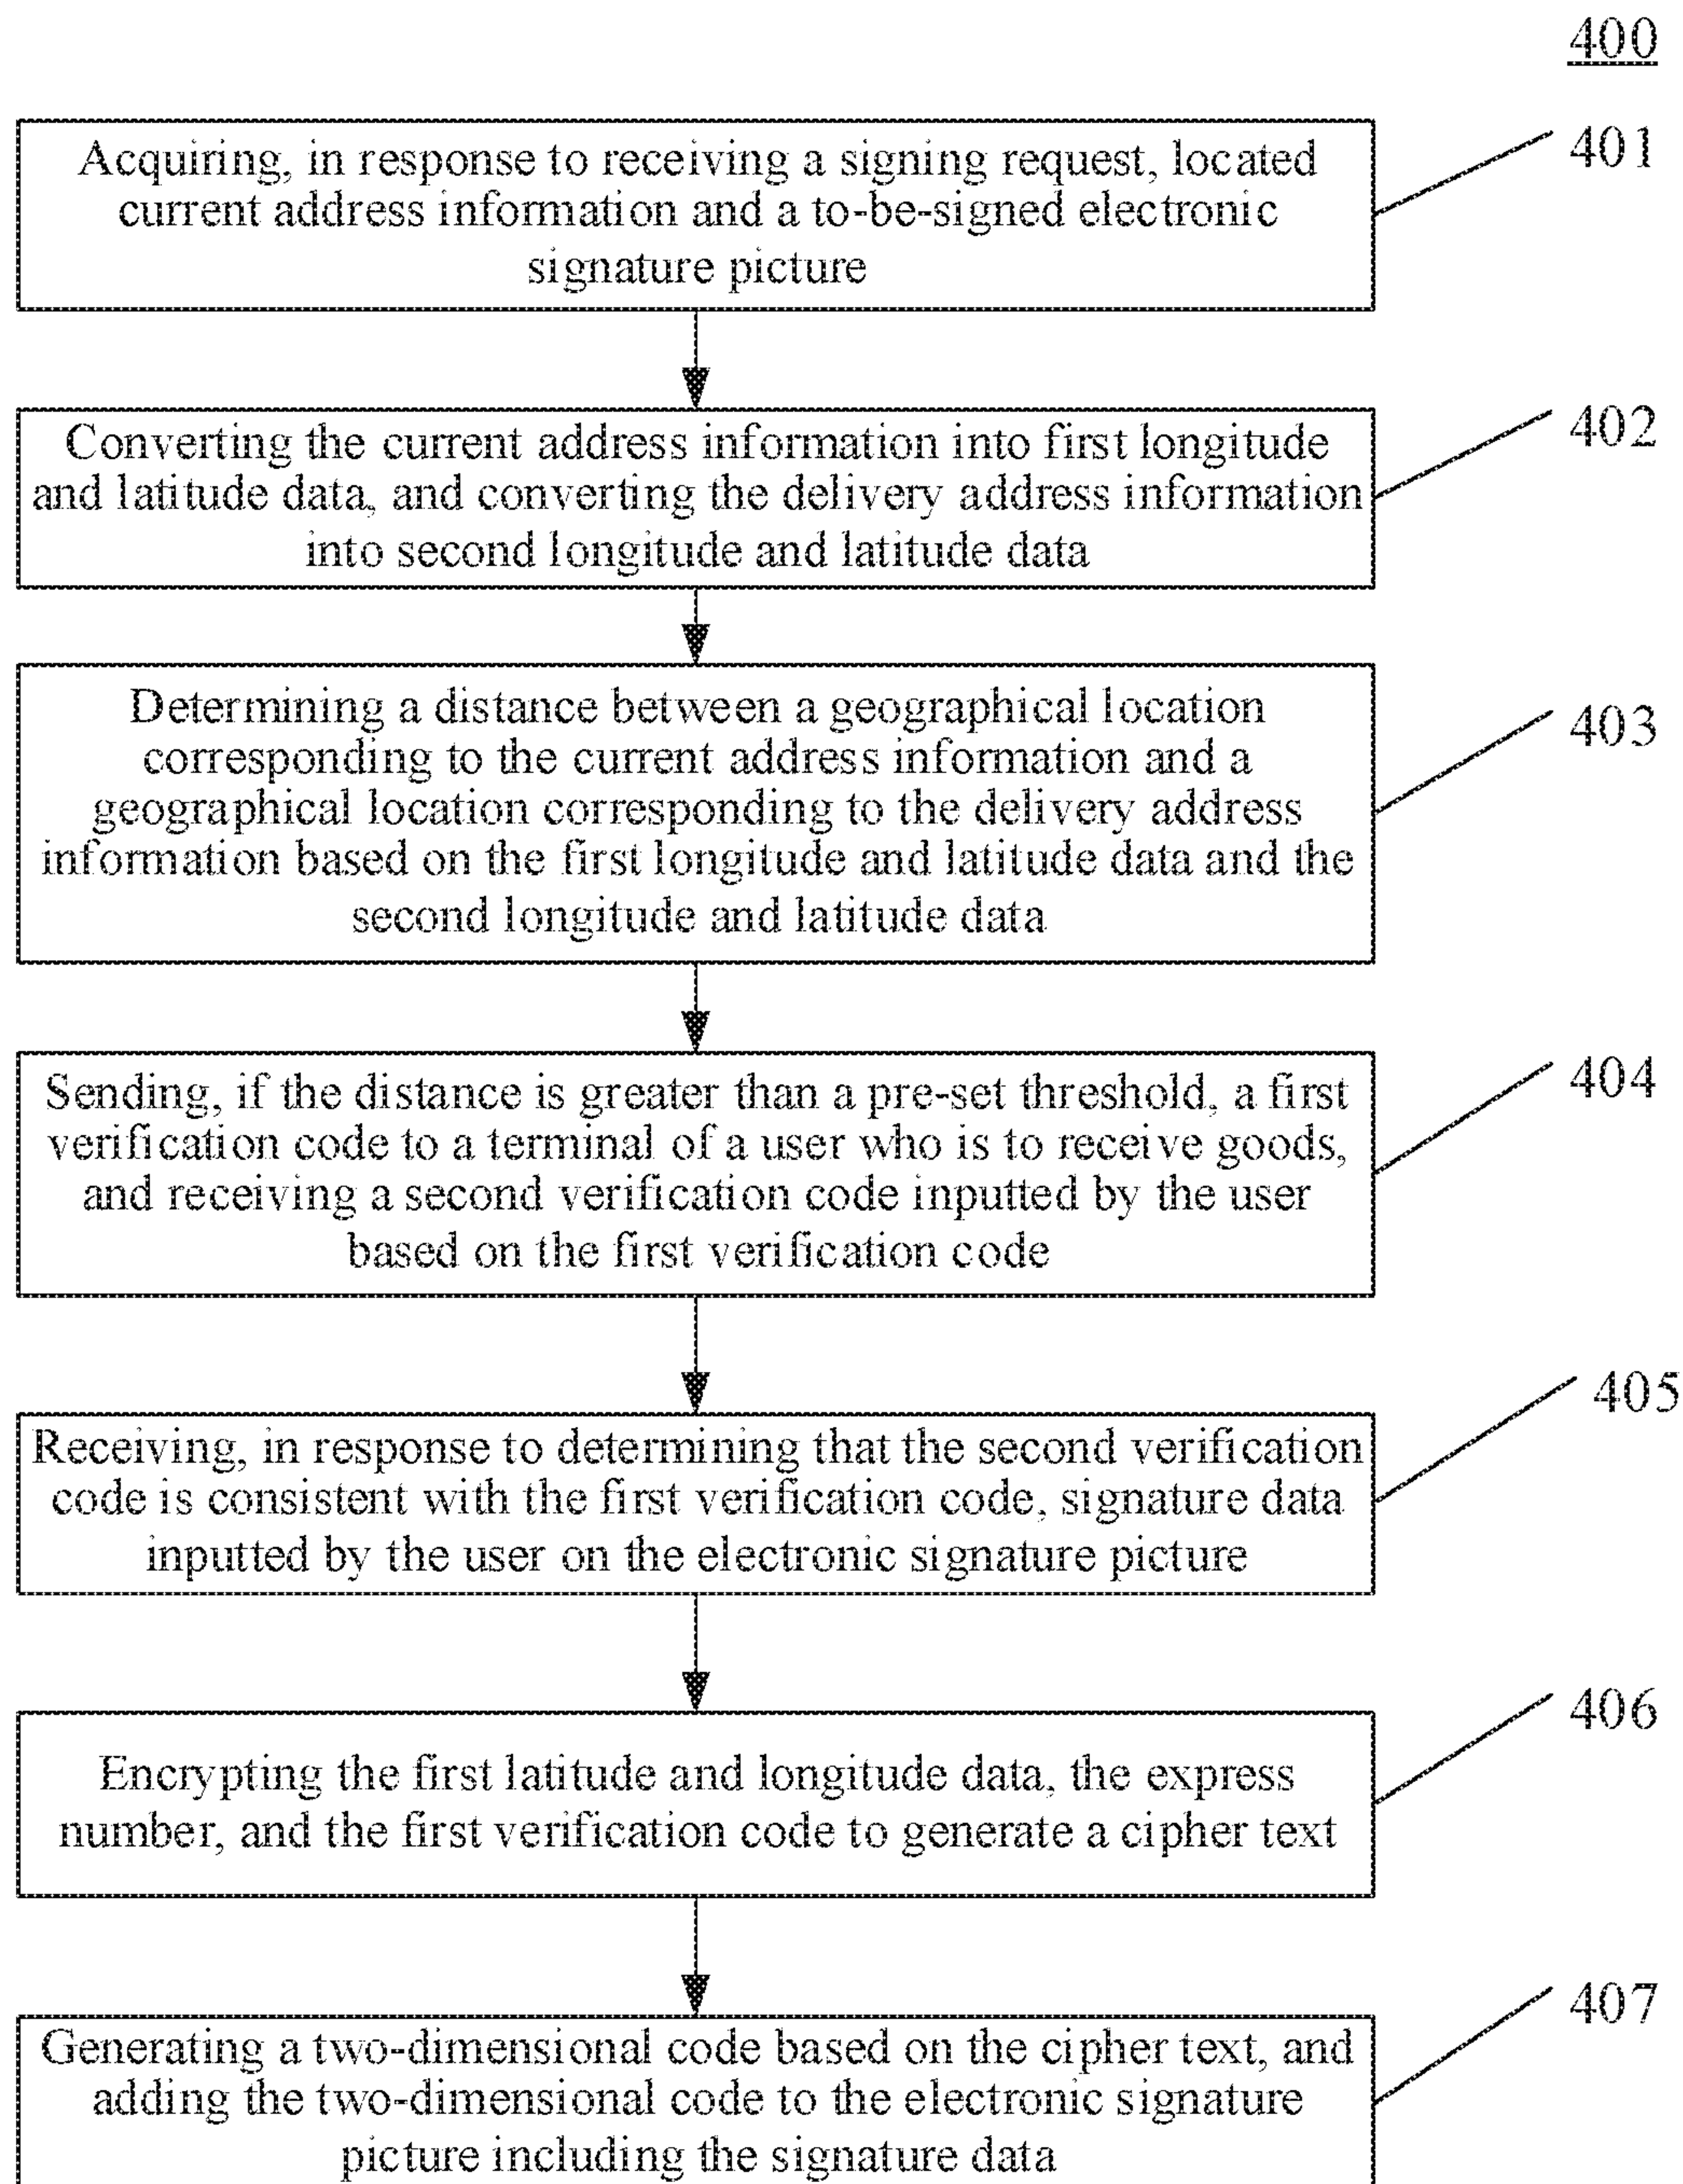 400
Acquiring, in response to receiving a signing request, located
current address information and a to-be-signed electronic
signature picture
401
Converting the current address information into first longitude
and latitude data, and converting the delivery address information
into second longitude and latitude data
402
Determining a distance between a geographical location
corresponding to the current address information and a
geographical location corresponding to the delivery address
information based on the first longitude and latitude data and the
second longitude and latitude data
403
Sending, if the distance is greater than a pre-set threshold, a first
verification code to a terminal of a user who is to receive goods,
and receiving a second verification code inputted by the user
based on the first verification code
404
Receiving, in response to determining that the second verification
code is consistent with the first verification code, signature data
inputted by the user on the electronic signature picture
405
Encrypting the first latitude and longitude data, the express
number, and the first verification code to generate a cipher text
406
Generating a two-dimensional code based on the cipher text, and
adding the two-dimensional code to the electronic signature
picture including the signature data
407